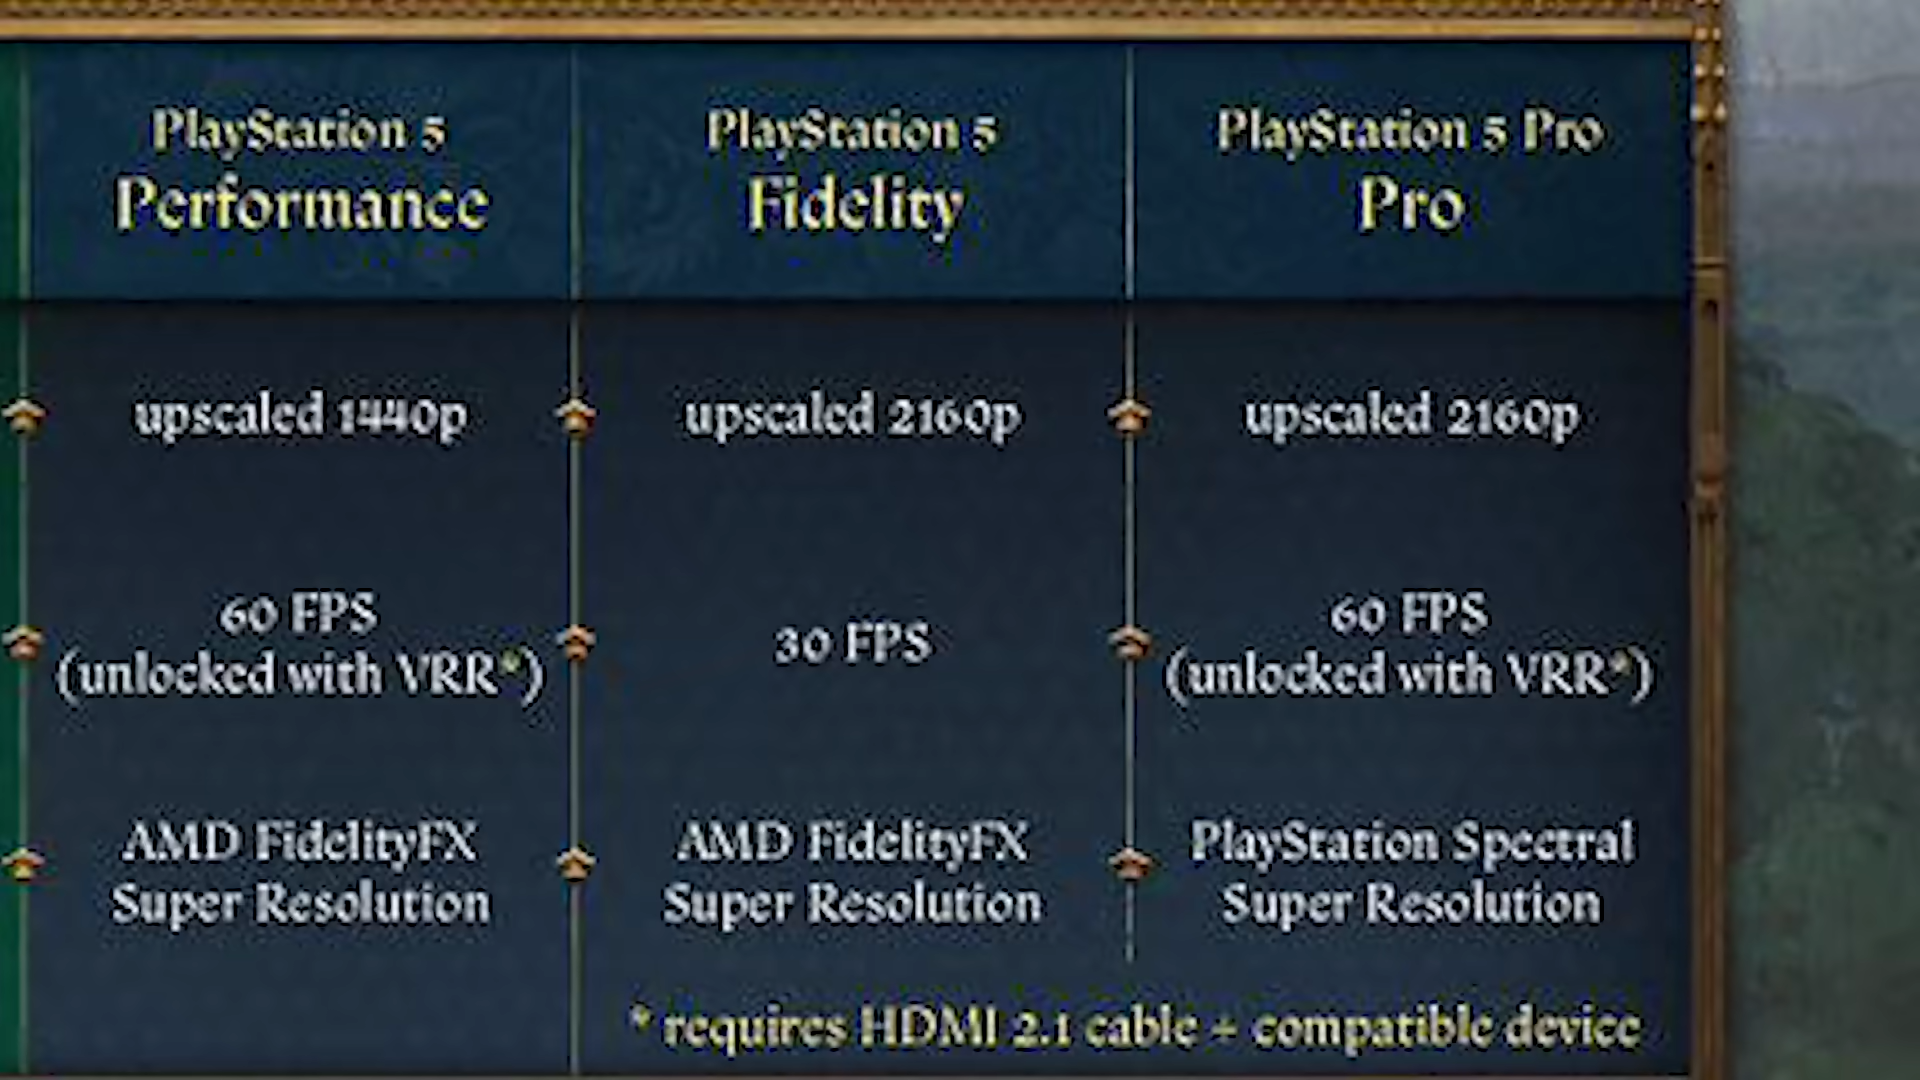 PlayStation 5
Performance
PlayStation 5
Fidelity
PlayStation 5 Pro
Pro
upscaled 1440p
upscaled 2160p
upscaled 2160p
60 FPS
(unlocked with VRR*)
30 FPS
60 FPS
(unlocked with VRR*)
AMD FidelityFX
Super Resolution
AMD FidelityFX
Super Resolution
PlayStation Spectral
Super Resolution
* requires HDMI 2.1 cable + compatible device